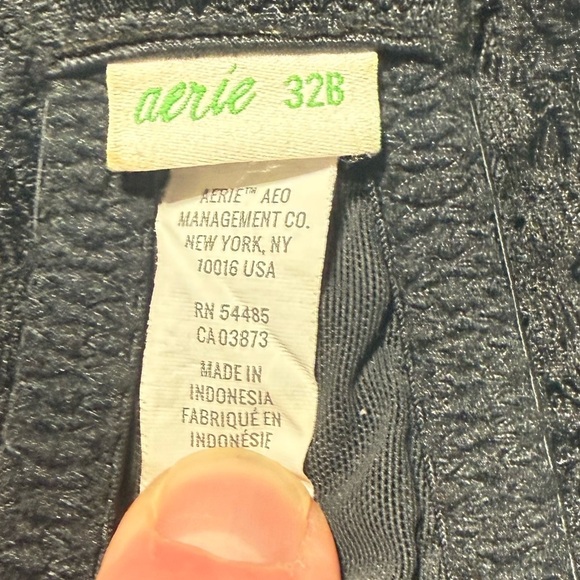 aerie 32B
AERIE™ AEO
MANAGEMENT CO.
NEW YORK, NY
10016 USA
RN 54485
CA 03873
MADE IN
INDONESIA
FABRIQUÉ EN
INDONÉSIE